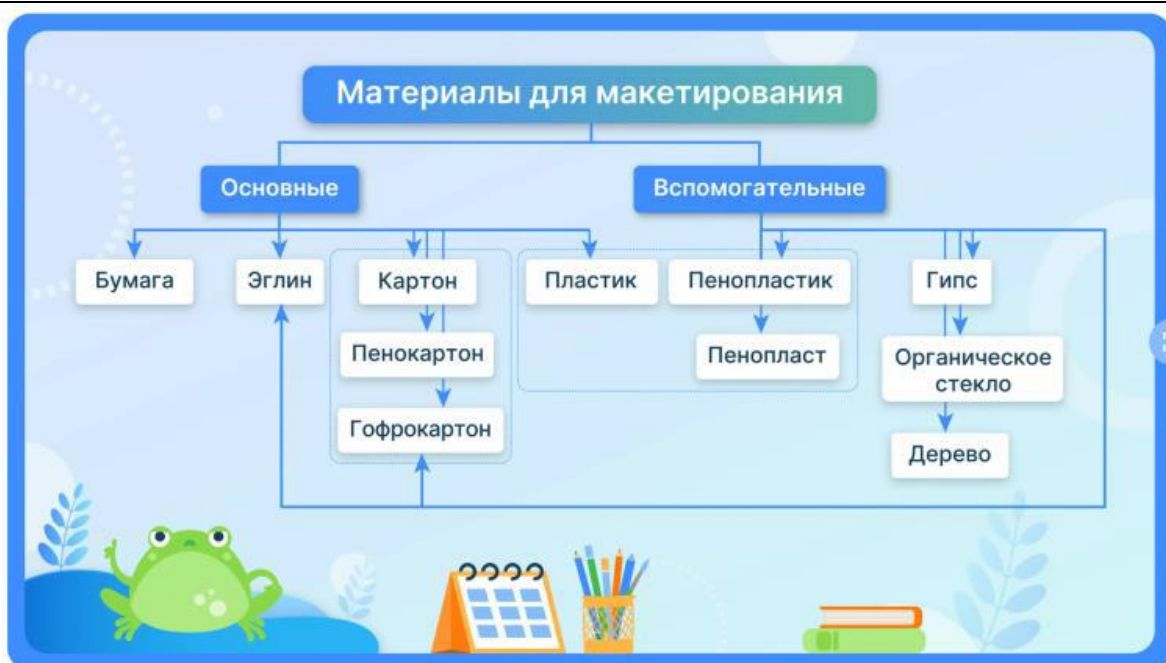 Материалы для макетирования
Основные
Вспомогательные
Бумага
Эглин
Картон
Пластик
Пенопластик
Гипс
Пенокартон
Пенопласт
Органическое
стекло
Гофрокартон
Дерево